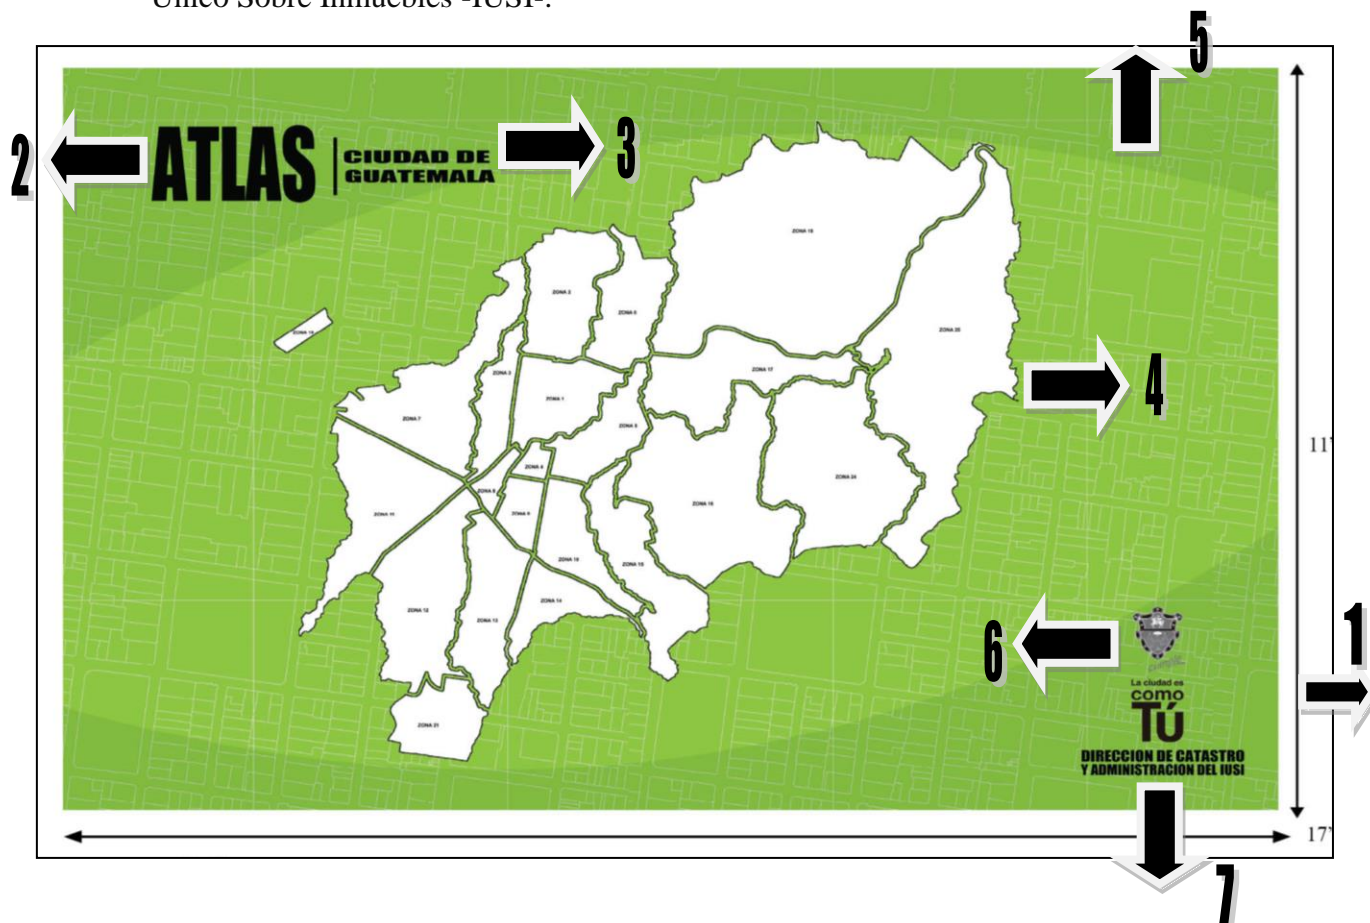 Único Sobre Inmuebles -IUSI-.
5
2
ATLAS
CIUDAD DE
GUATEMALA
3
ZONA 18
ZONA 2
ZONA 6
ZONA 25
ZONA 19
ZONA 17
ZONA 3
4
ZONA 1
ZONA 7
ZONA 5
11"
ZONA 4
ZONA 24
ZONA 8
ZONA 16
ZONA 11
ZONA 9
ZONA 10
ZONA 15
ZONA 14
ZONA 12
ZONA 13
6
1
La ciudad es
como
Tú
ZONA 21
DIRECCION DE CATASTRO
Y ADMINISTRACION DEL IUSI
17"
7